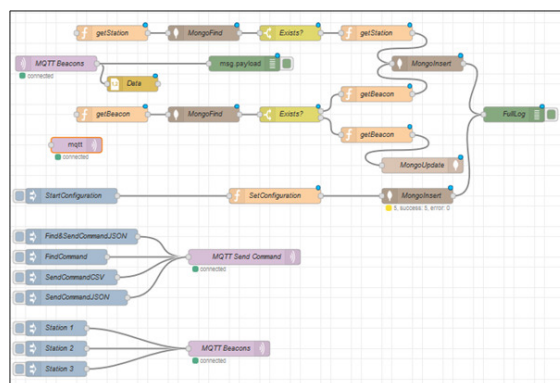 getStation MongoFind Exists? getStation
MQTT Beacons msg.payload MongoInsert
connected
Data
getBeacon
getBeacon MongoFind Exists? FullLog
getBeacon
mqtt
connected
MongoUpdate
StartConfiguration SetConfiguration MongoInsert
5, success: 5, error: 0
Find&SendCommandJSON
FindCommand MQTT Send Command
connected
SendCommandCSV
SendCommandJSON
Station 1
Station 2 MQTT Beacons
connected
Station 3